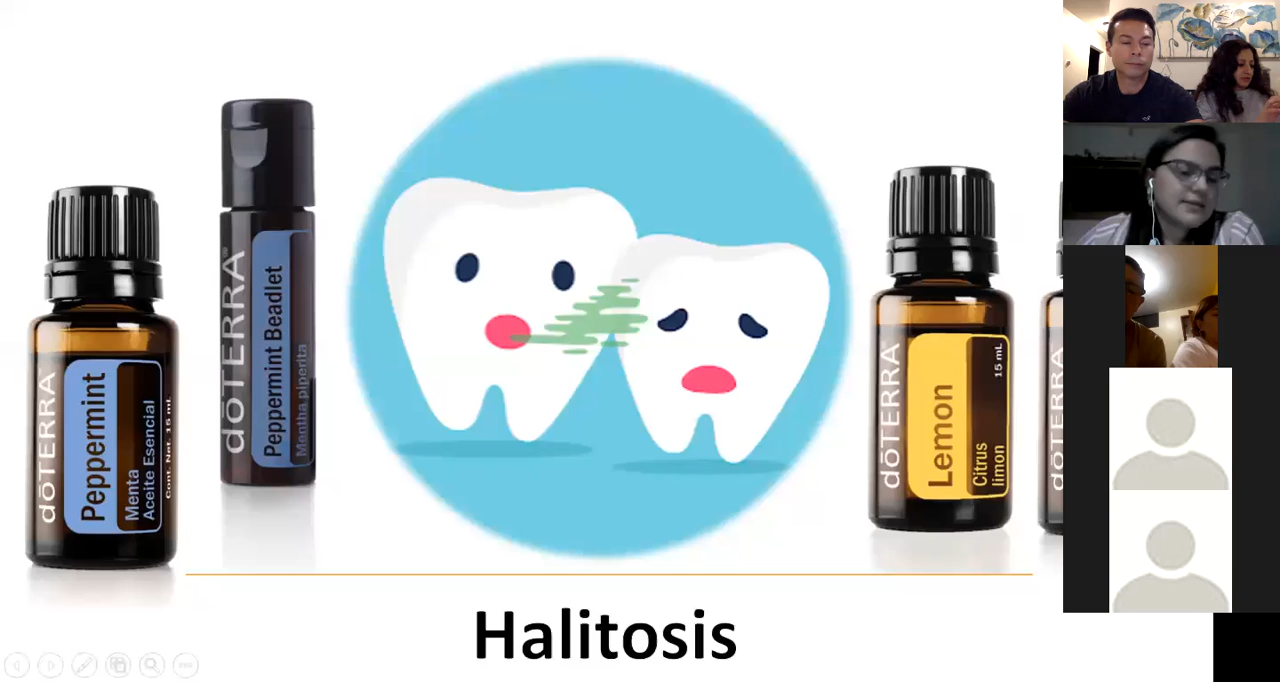 dōTERRA
Peppermint
Menta
Aceite Esencial
Cont. Net. 15 mL
dōTERRA®
Peppermint Beadlet
Mentha piperita
dōTERRA®
Lemon
Citrus
limon
15 mL
Halitosis